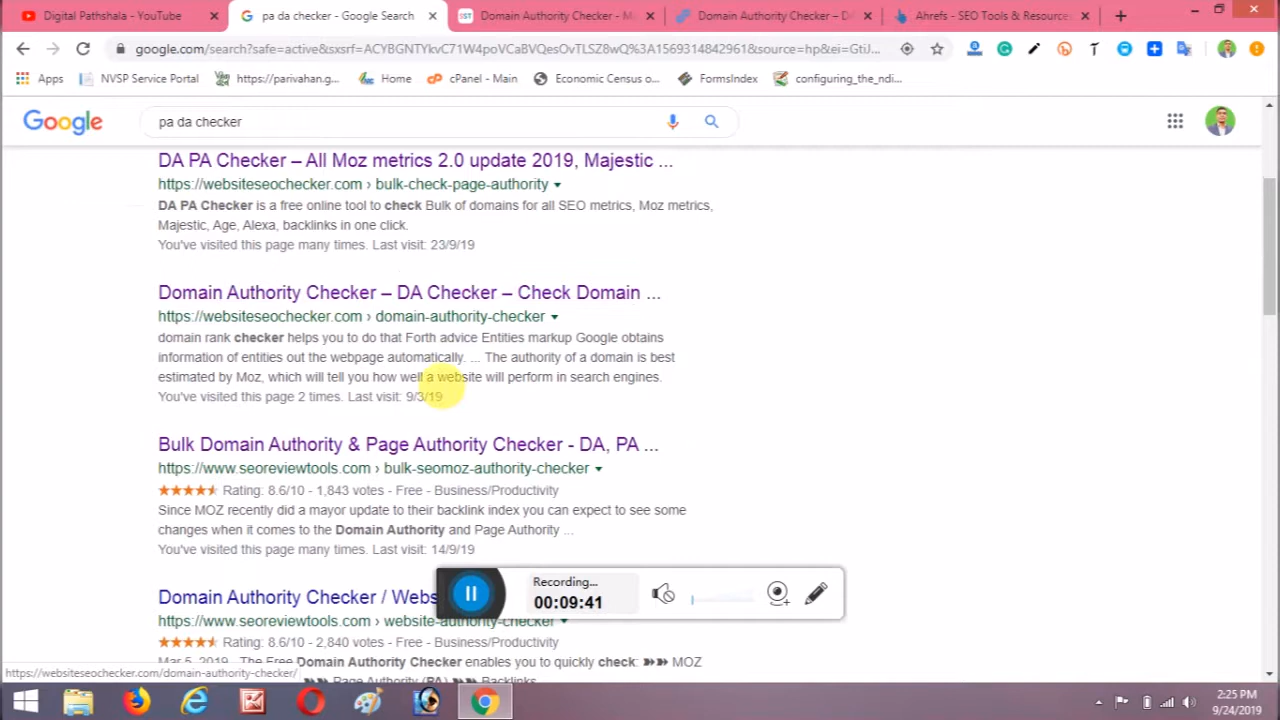 Digital Pathshala - YouTube
pa da checker - Google Search
Domain Authority Checker - M
Domain Authority Checker – D
Ahrefs - SEO Tools & Resource
google.com/search?safe=active&sxsrf=ACYBGNTYkvC71W4poVCaBVQesOvTLSZ8wQ%3A1569314842961&source=hp&ei=GtiJ...
Apps
NVSP Service Portal
https://parivahan.g...
Home
cPanel - Main
Economic Census o...
FormsIndex
configuring_the_ndi...
Google
pa da checker
DA PA Checker – All Moz metrics 2.0 update 2019, Majestic ...
https://websiteseochecker.com › bulk-check-page-authority
DA PA Checker is a free online tool to check Bulk of domains for all SEO metrics, Moz metrics,
Majestic, Age, Alexa, backlinks in one click.
You've visited this page many times. Last visit: 23/9/19
Domain Authority Checker – DA Checker – Check Domain ...
https://websiteseochecker.com › domain-authority-checker
domain rank checker helps you to do that Forth advice Entities markup Google obtains
information of entities out the webpage automatically. ... The authority of a domain is best
estimated by Moz, which will tell you how well a website will perform in search engines.
You've visited this page 2 times. Last visit: 9/3/19
Bulk Domain Authority & Page Authority Checker - DA, PA ...
https://www.seoreviewtools.com › bulk-seomoz-authority-checker
Rating: 8.6/10 - 1,843 votes - Free - Business/Productivity
Since MOZ recently did a mayor update to their backlink index you can expect to see some
changes when it comes to the Domain Authority and Page Authority ...
You've visited this page many times. Last visit: 14/9/19
Recording...
00:09:41
Domain Authority Checker / Webs
https://www.seoreviewtools.com › website-authority-checker
Rating: 8.6/10 - 2,840 votes - Free - Business/Productivity
Mar 5, 2019 - The Free Domain Authority Checker enables you to quickly check: »» MOZ
https://websiteseochecker.com/domain-authority-checker/
»» Page Authority (PA) »» Backlinks
2:25 PM
9/24/2019